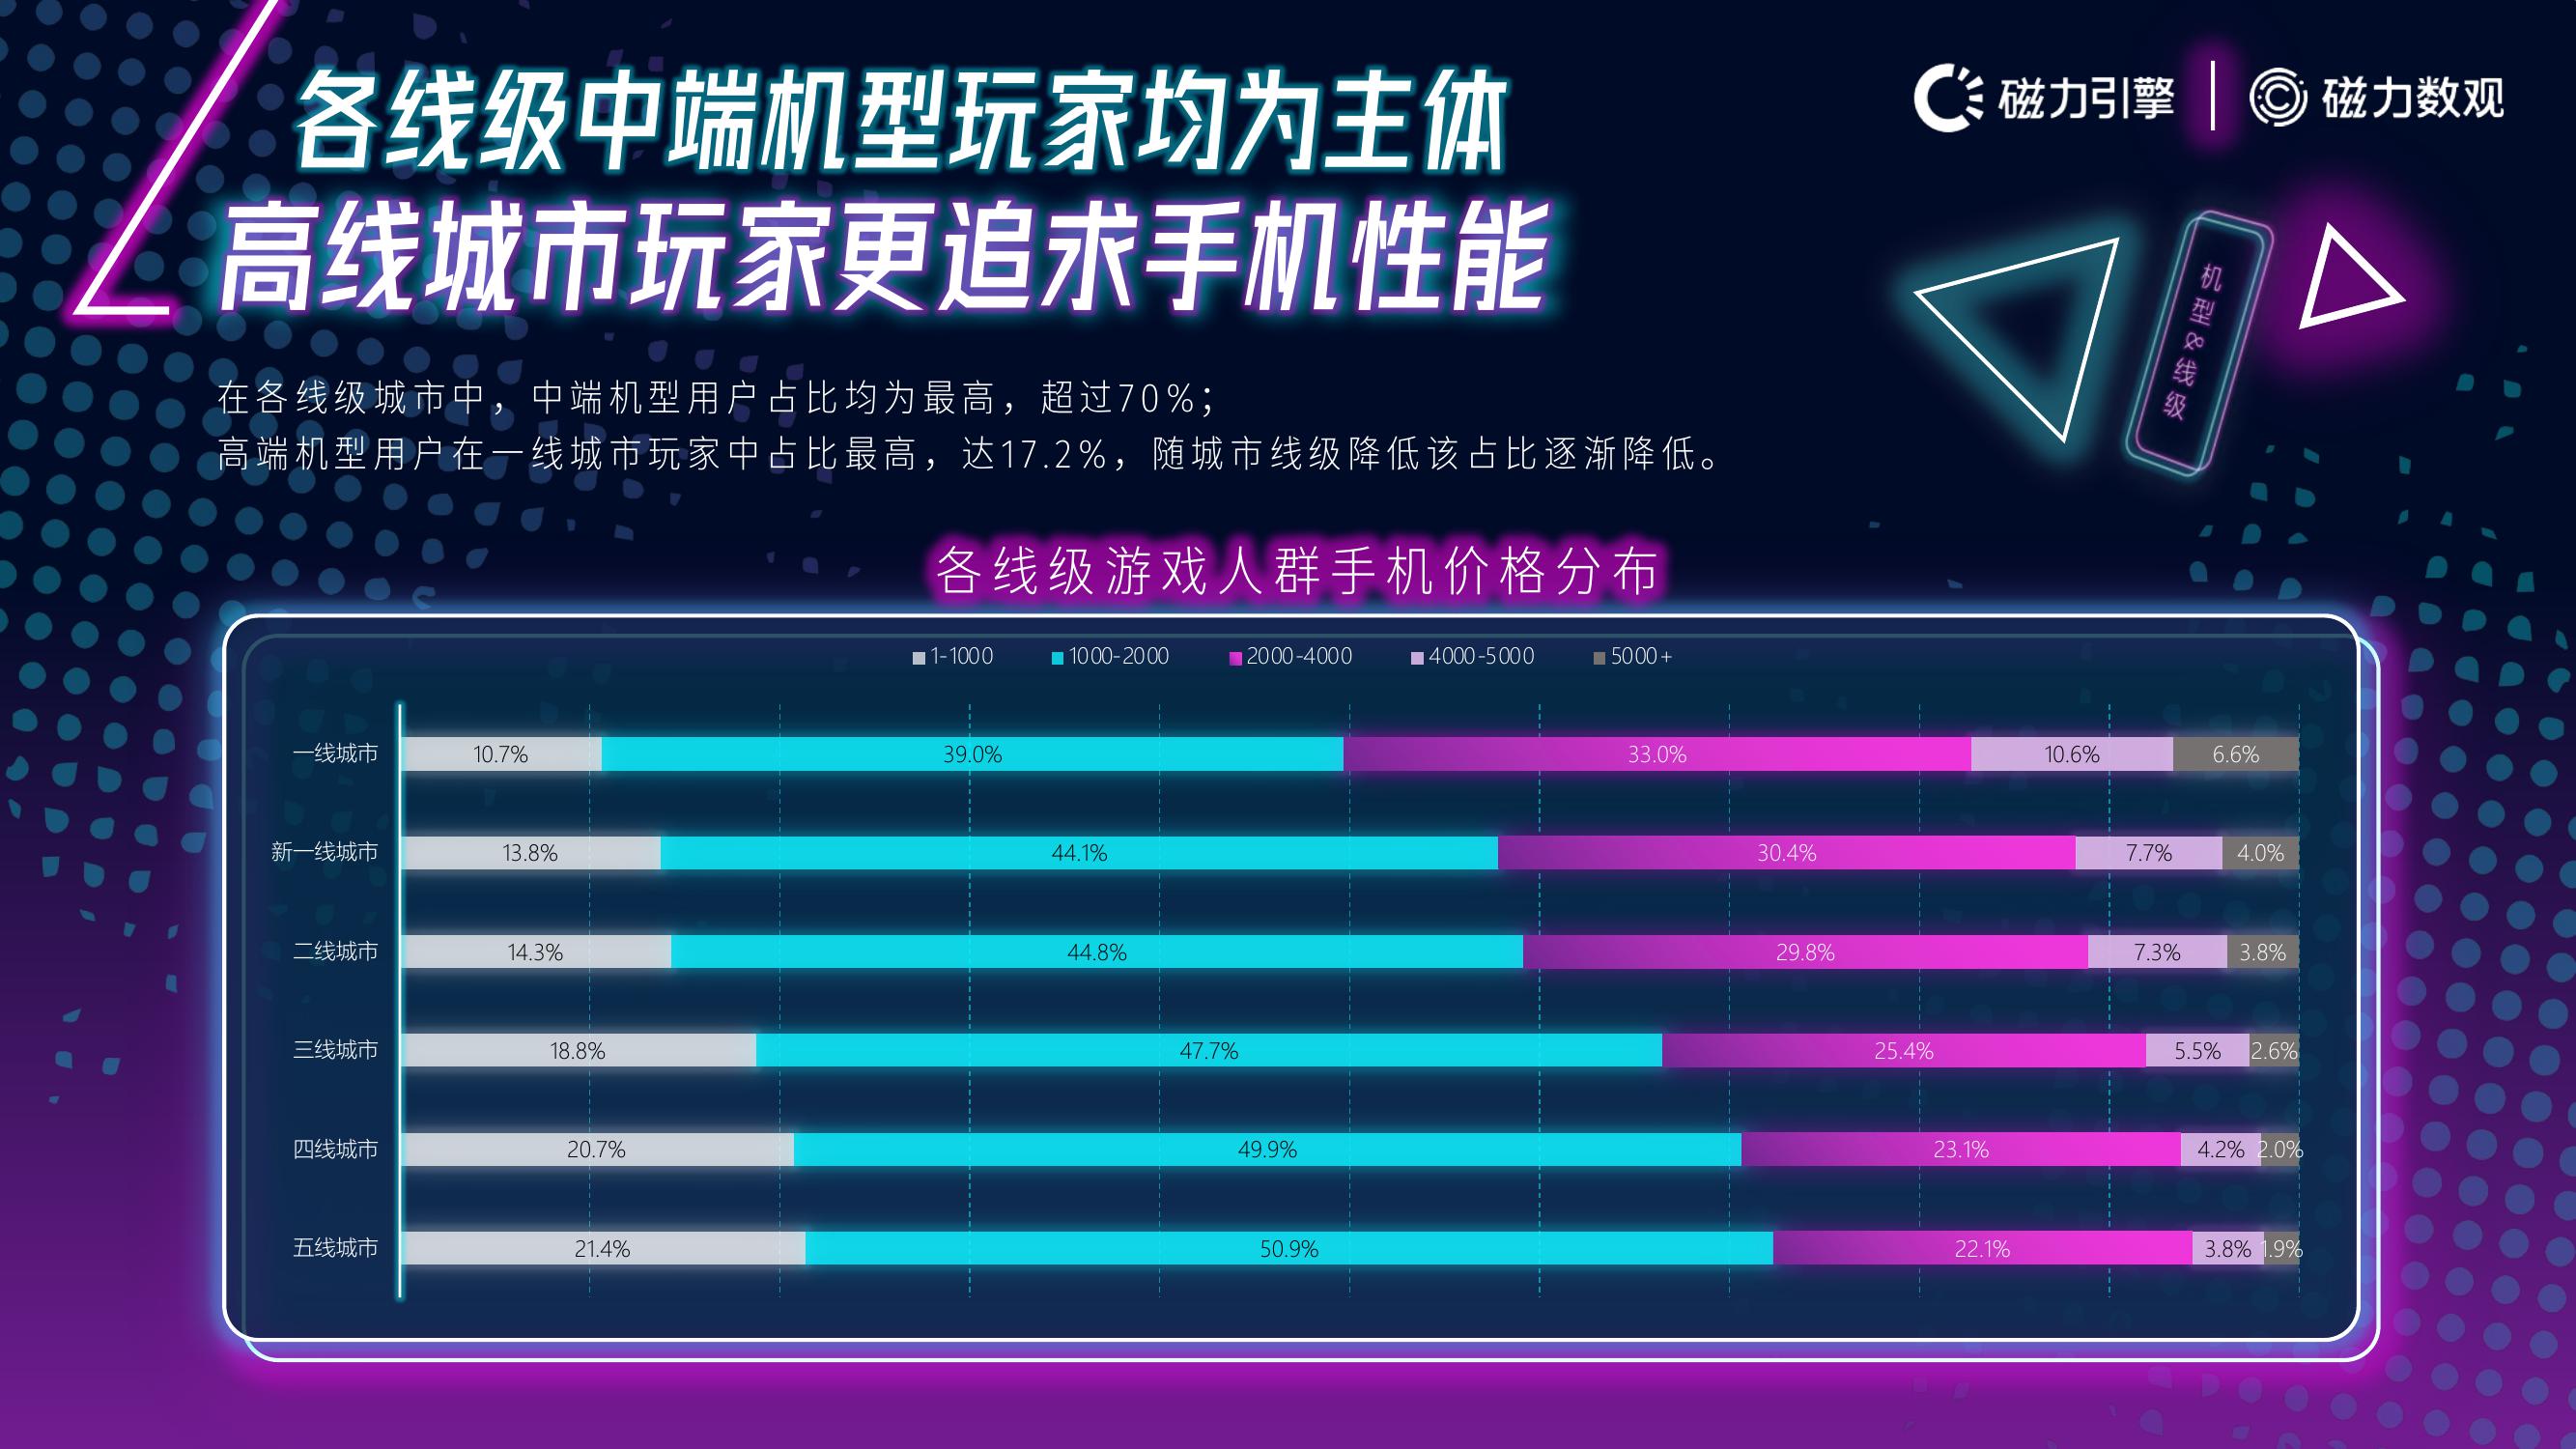 各线级中端机型玩家均为主体
高线城市玩家更追求手机性能
磁力引擎 磁力数观
机型&线级
在各线级城市中，中端机型用户占比均为最高，超过70%；
高端机型用户在一线城市玩家中占比最高，达17.2%，随城市线级降低该占比逐渐降低。
各线级游戏人群手机价格分布
1-1000 1000-2000 2000-4000 4000-5000 5000+
一线城市 10.7% 39.0% 33.0% 10.6% 6.6%
新一线城市 13.8% 44.1% 30.4% 7.7% 4.0%
二线城市 14.3% 44.8% 29.8% 7.3% 3.8%
三线城市 18.8% 47.7% 25.4% 5.5% 2.6%
四线城市 20.7% 49.9% 23.1% 4.2% 2.0%
五线城市 21.4% 50.9% 22.1% 3.8% 1.9%